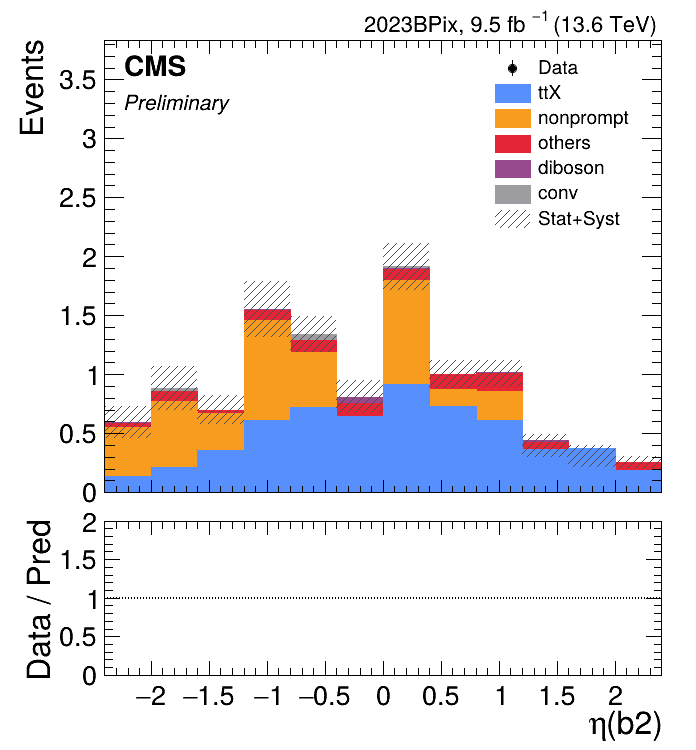 2023BPix, 9.5 fb⁻¹ (13.6 TeV)
CMS
Preliminary
Data
ttX
nonprompt
others
diboson
conv
Stat+Syst
Events
3.5
3
2.5
2
1.5
1
0.5
0
Data / Pred
2
1.5
1
0.5
0
−2 −1.5 −1 −0.5 0 0.5 1 1.5 2
η(b2)